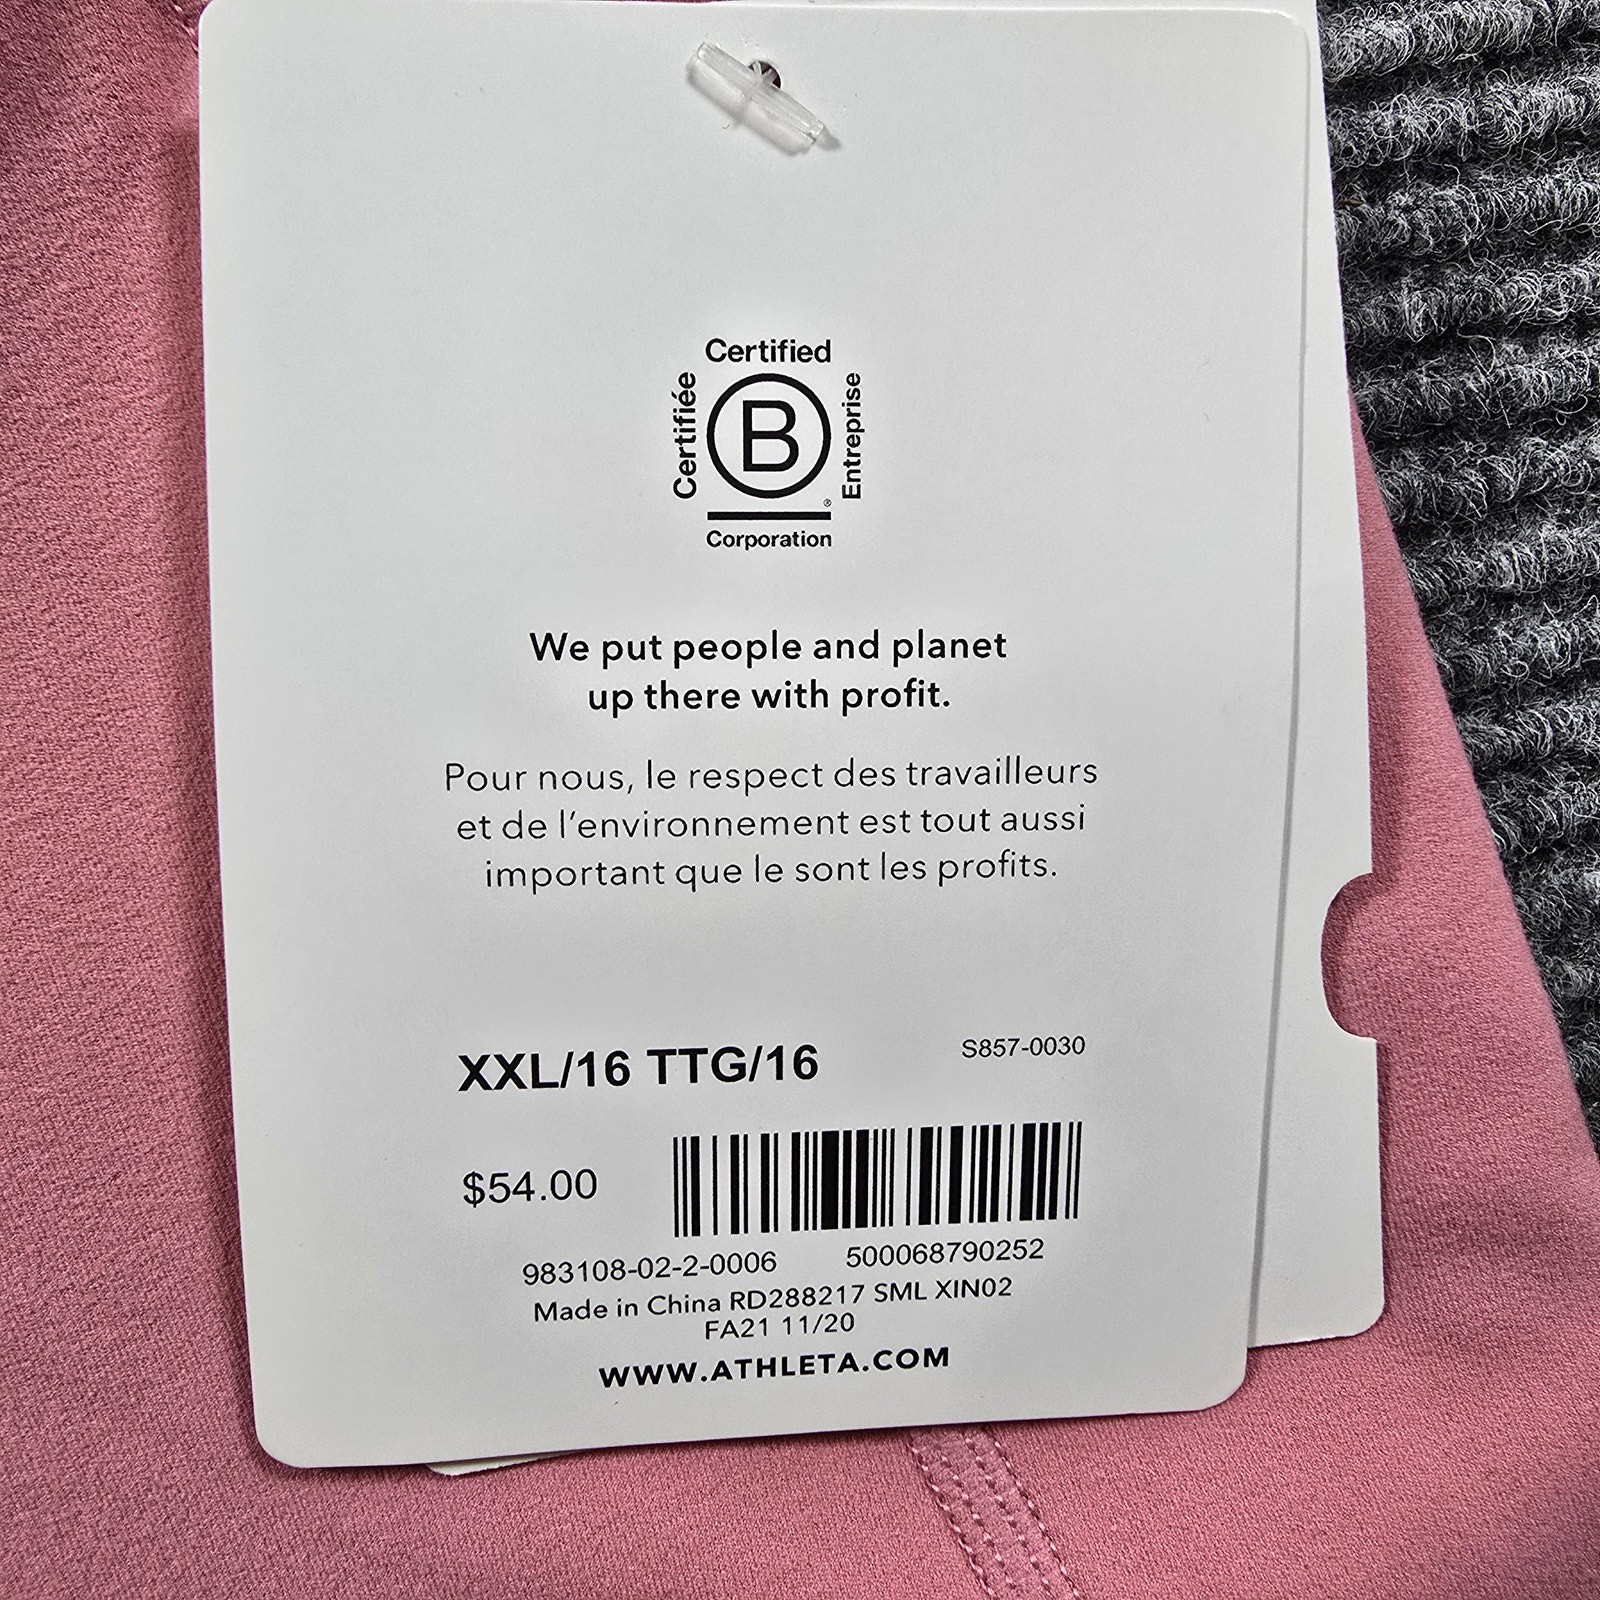 Certified
Certifiée
B
Entreprise
®
Corporation
We put people and planet
up there with profit.
Pour nous, le respect des travailleurs
et de l'environnement est tout aussi
important que le sont les profits.
XXL/16 TTG/16 S857-0030
$54.00
983108-02-2-0006 500068790252
Made in China RD288217 SML XIN02
FA21 11/20
WWW.ATHLETA.COM